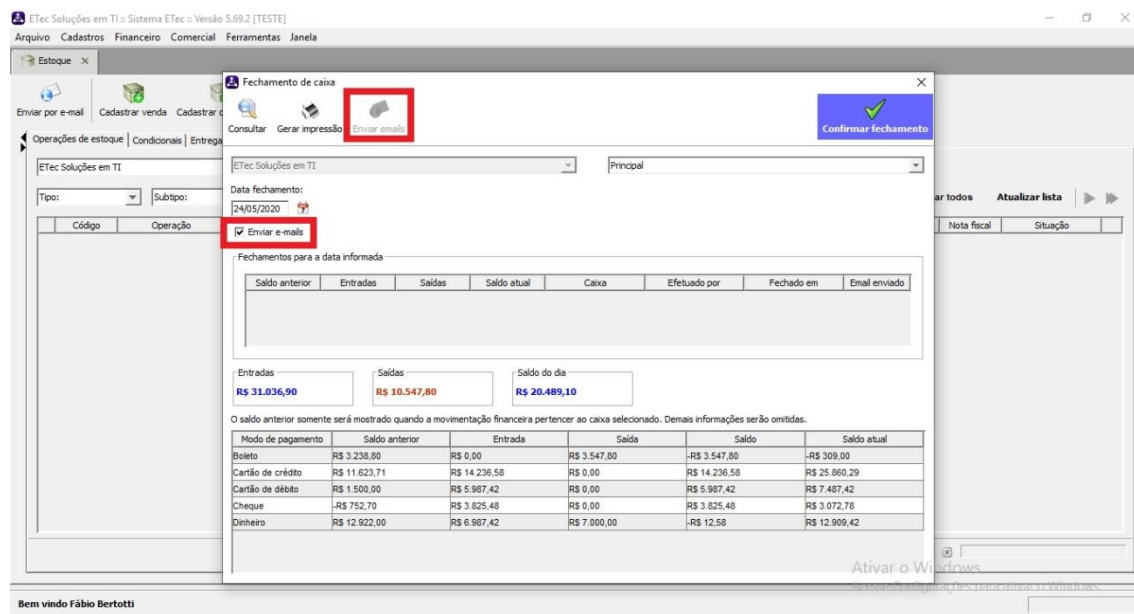 ETec Soluções em TI :: Sistema ETec :: Versão 5.69.2 [TESTE]
Arquivo Cadastros Financeiro Comercial Ferramentas Janela
Estoque X
Enviar por e-mail Cadastrar venda Cadastrar
Operações de estoque Condicionais Entrega
ETec Soluções em TI
Tipo: Subtipo:
Código Operação
Fechamento de caixa
Consultar Gerar impressão Enviar emails Confirmar fechamento
ETec Soluções em TI Principal
Data fechamento:
24/05/2020
Enviar e-mails
Fechamentos para a data informada
Saldo anterior Entradas Saídas Saldo atual Caixa Efetuado por Fechado em Email enviado
Entradas Saídas Saldo do dia
R$ 31.036,90 R$ 10.547,80 R$ 20.489,10
O saldo anterior somente será mostrado quando a movimentação financeira pertencer ao caixa selecionado. Demais informações serão omitidas.
Modo de pagamento Saldo anterior Entrada Saída Saldo Saldo atual
Boleto R$ 3.238,80 R$ 0,00 R$ 3.547,80 -R$ 3.547,80 -R$ 309,00
Cartão de crédito R$ 11.623,71 R$ 14.236,58 R$ 0,00 R$ 14.236,58 R$ 25.860,29
Cartão de débito R$ 1.500,00 R$ 5.987,42 R$ 0,00 R$ 5.987,42 R$ 7.487,42
Cheque -R$ 752,70 R$ 3.825,48 R$ 0,00 R$ 3.825,48 R$ 3.072,78
Dinheiro R$ 12.922,00 R$ 6.987,42 R$ 7.000,00 -R$ 12,58 R$ 12.909,42
ar todos Atualizar lista
Nota fiscal Situação
Ativar o Windows
Bem vindo Fábio Bertotti